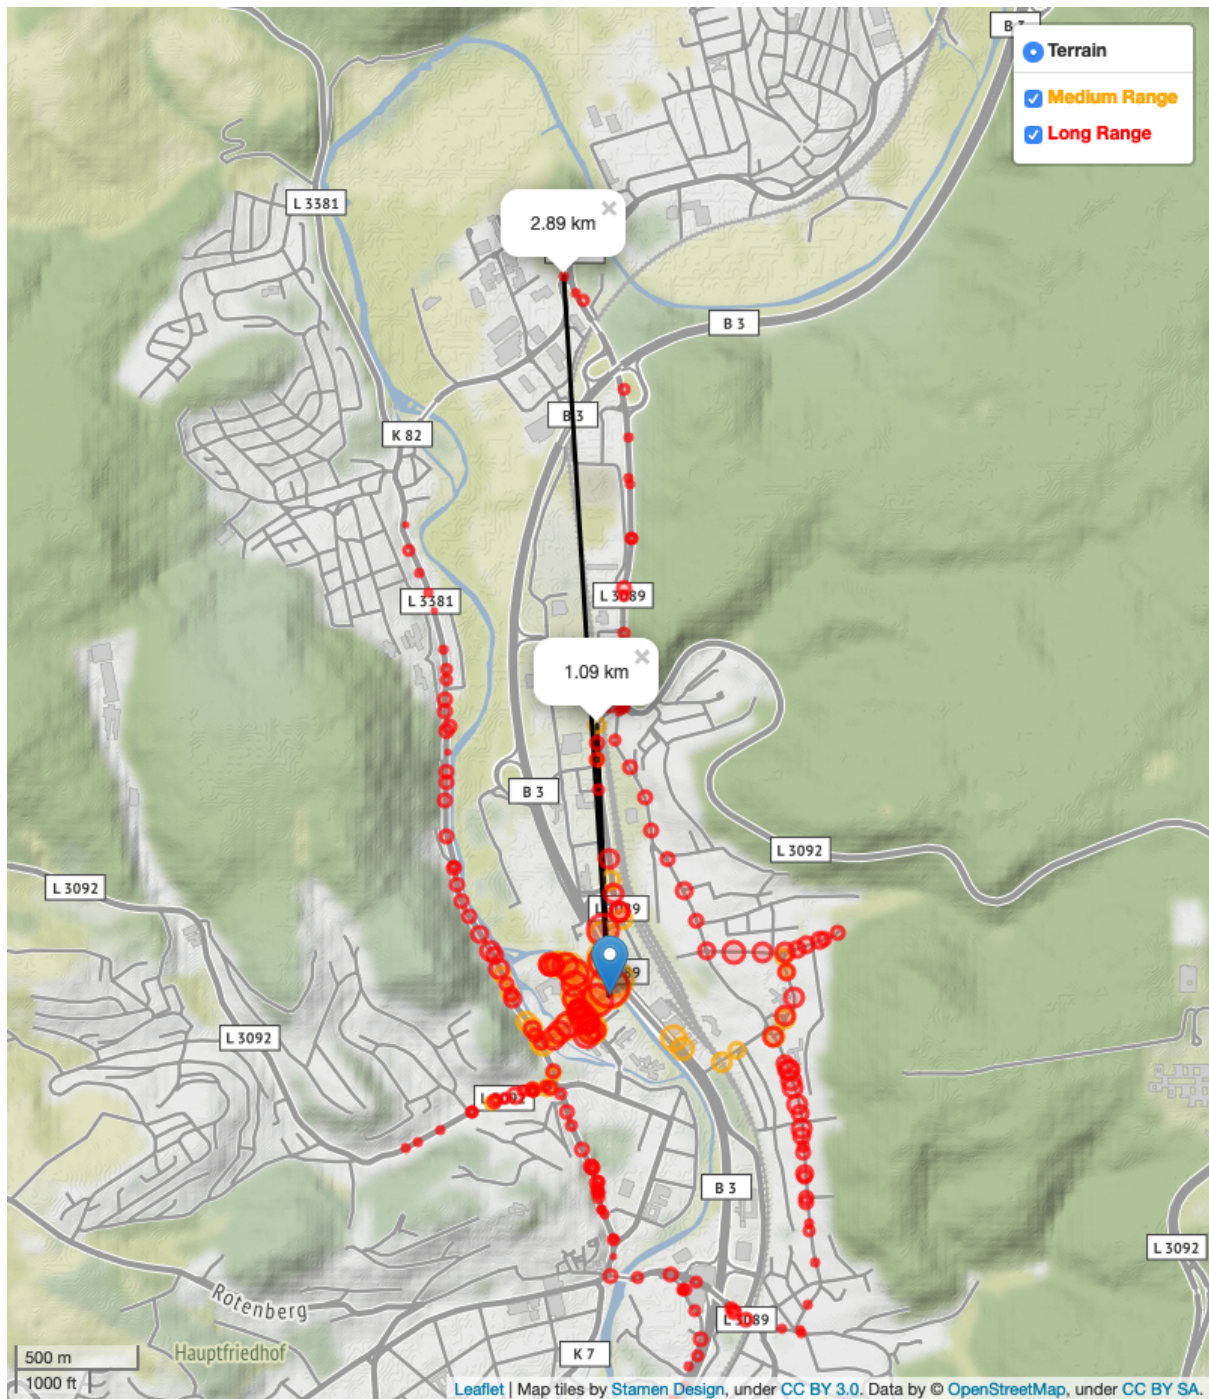 B 3
Terrain
Medium Range
Long Range
L 3381
2.89 km
B 3
B 3
K 82
L 3381
L 3089
1.09 km
B 3
L 3092
L 3092
L 3089
L 3092
L 3092
B 3
L 3092
Rotenberg
L 3089
Hauptfriedhof
K 7
500 m
1000 ft
Leaflet | Map tiles by Stamen Design, under CC BY 3.0. Data by © OpenStreetMap, under CC BY SA.